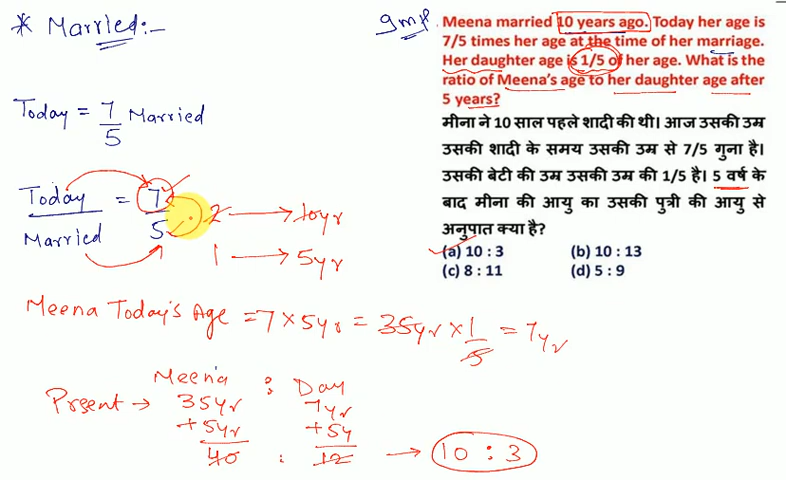 * Married:-
Today = 7/5 Married
Today/Married = 7/5
2 → 10yr
1 → 5yr
Meena married 10 years ago. Today her age is
7/5 times her age at the time of her marriage.
Her daughter age is 1/5 of her age. What is the
ratio of Meena's age to her daughter age after
5 years?
मीना ने 10 साल पहले शादी की थी। आज उसकी उम्र
उसकी शादी के समय उसकी उम्र से 7/5 गुना है।
उसकी बेटी की उम्र उसकी उम्र की 1/5 है। 5 वर्ष के
बाद मीना की आयु का उसकी पुत्री की आयु से
अनुपात क्या है?
(a) 10 : 3 (b) 10 : 13
(c) 8 : 11 (d) 5 : 9
Meena Today's Age = 7 × 5yr = 35yr × 1/5 = 7yr
Meena : Day
Prsent → 35yr 7yr
+5yr +5y
40 : 12 → 10 : 3